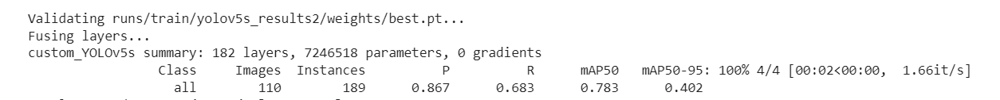 Validating runs/train/yolov5s_results2/weights/best.pt...
Fusing layers...
custom_YOLOv5s summary: 182 layers, 7246518 parameters, 0 gradients
Class Images Instances P R mAP50 mAP50-95: 100% 4/4 [00:02<00:00, 1.66it/s]
all 110 189 0.867 0.683 0.783 0.402